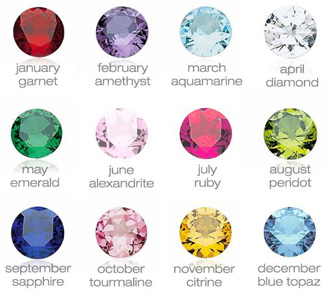 january
garnet
february
amethyst
march
aquamarine
april
diamond
may
emerald
june
alexandrite
july
ruby
august
peridot
september
sapphire
october
tourmaline
november
citrine
december
blue topaz